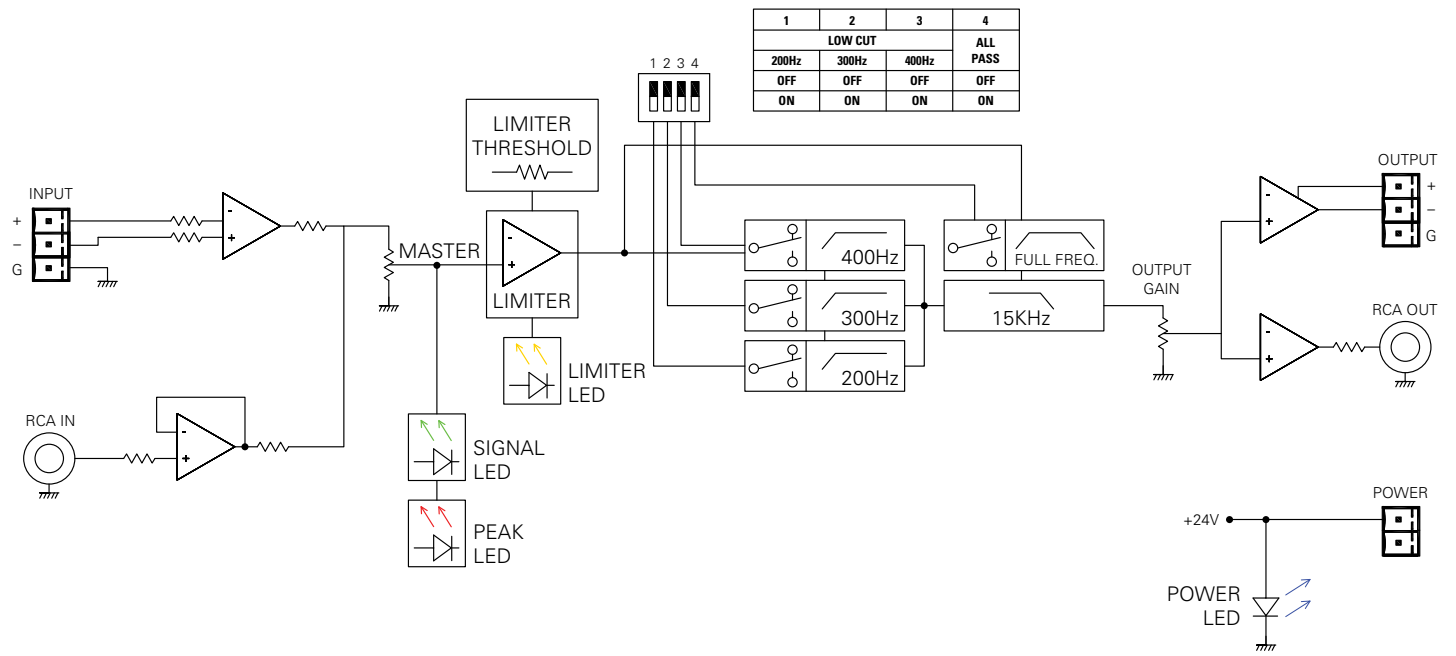 1 2 3 4
LOW CUT
ALL
PASS
200Hz 300Hz 400Hz
OFF OFF OFF OFF
ON ON ON ON
1 2 3 4
LIMITER
THRESHOLD
INPUT
+
−
G
-
+
MASTER
-
+
LIMITER
LIMITER
LED
400Hz
300Hz
200Hz
FULL FREQ.
15KHz
OUTPUT
GAIN
-
+
OUTPUT
+
−
G
-
+
RCA OUT
RCA IN
-
+
SIGNAL
LED
PEAK
LED
POWER
+24V
POWER
LED